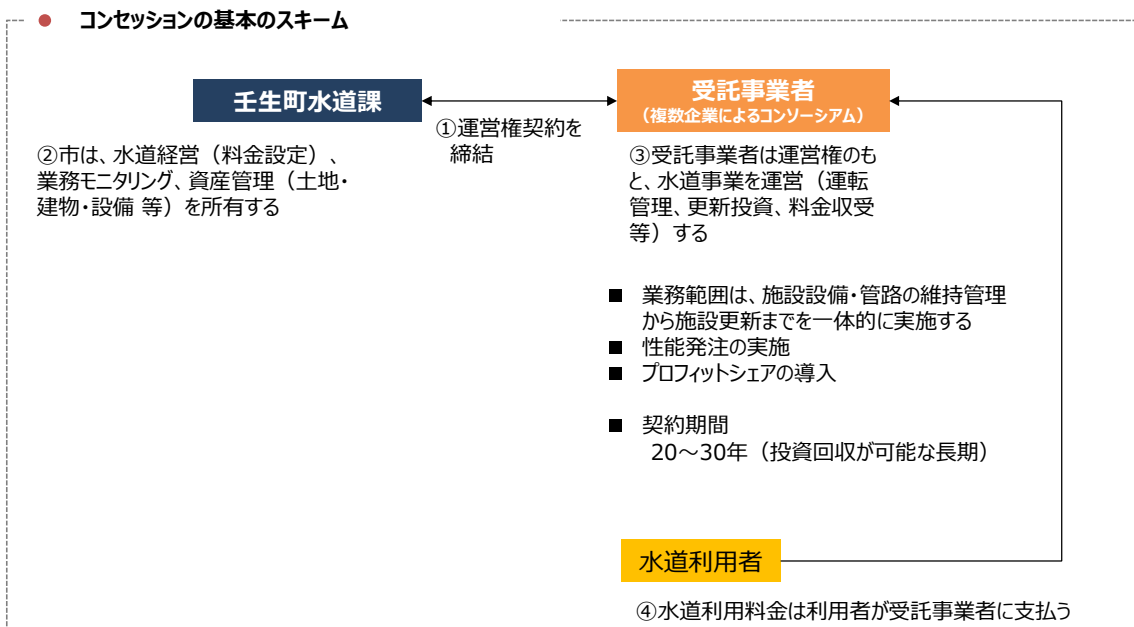 コンセッションの基本のスキーム
壬生町水道課
受託事業者
（複数企業によるコンソーシアム）
①運営権契約を
締結
②市は、水道経営（料金設定）、
業務モニタリング、資産管理（土地・
建物・設備 等）を所有する
③受託事業者は運営権のも
と、水道事業を運営（運転
管理、更新投資、料金収受
等）する
■ 業務範囲は、施設設備・管路の維持管理
から施設更新までを一体的に実施する
■ 性能発注の実施
■ プロフィットシェアの導入
■ 契約期間
20～30年（投資回収が可能な長期）
水道利用者
④水道利用料金は利用者が受託事業者に支払う